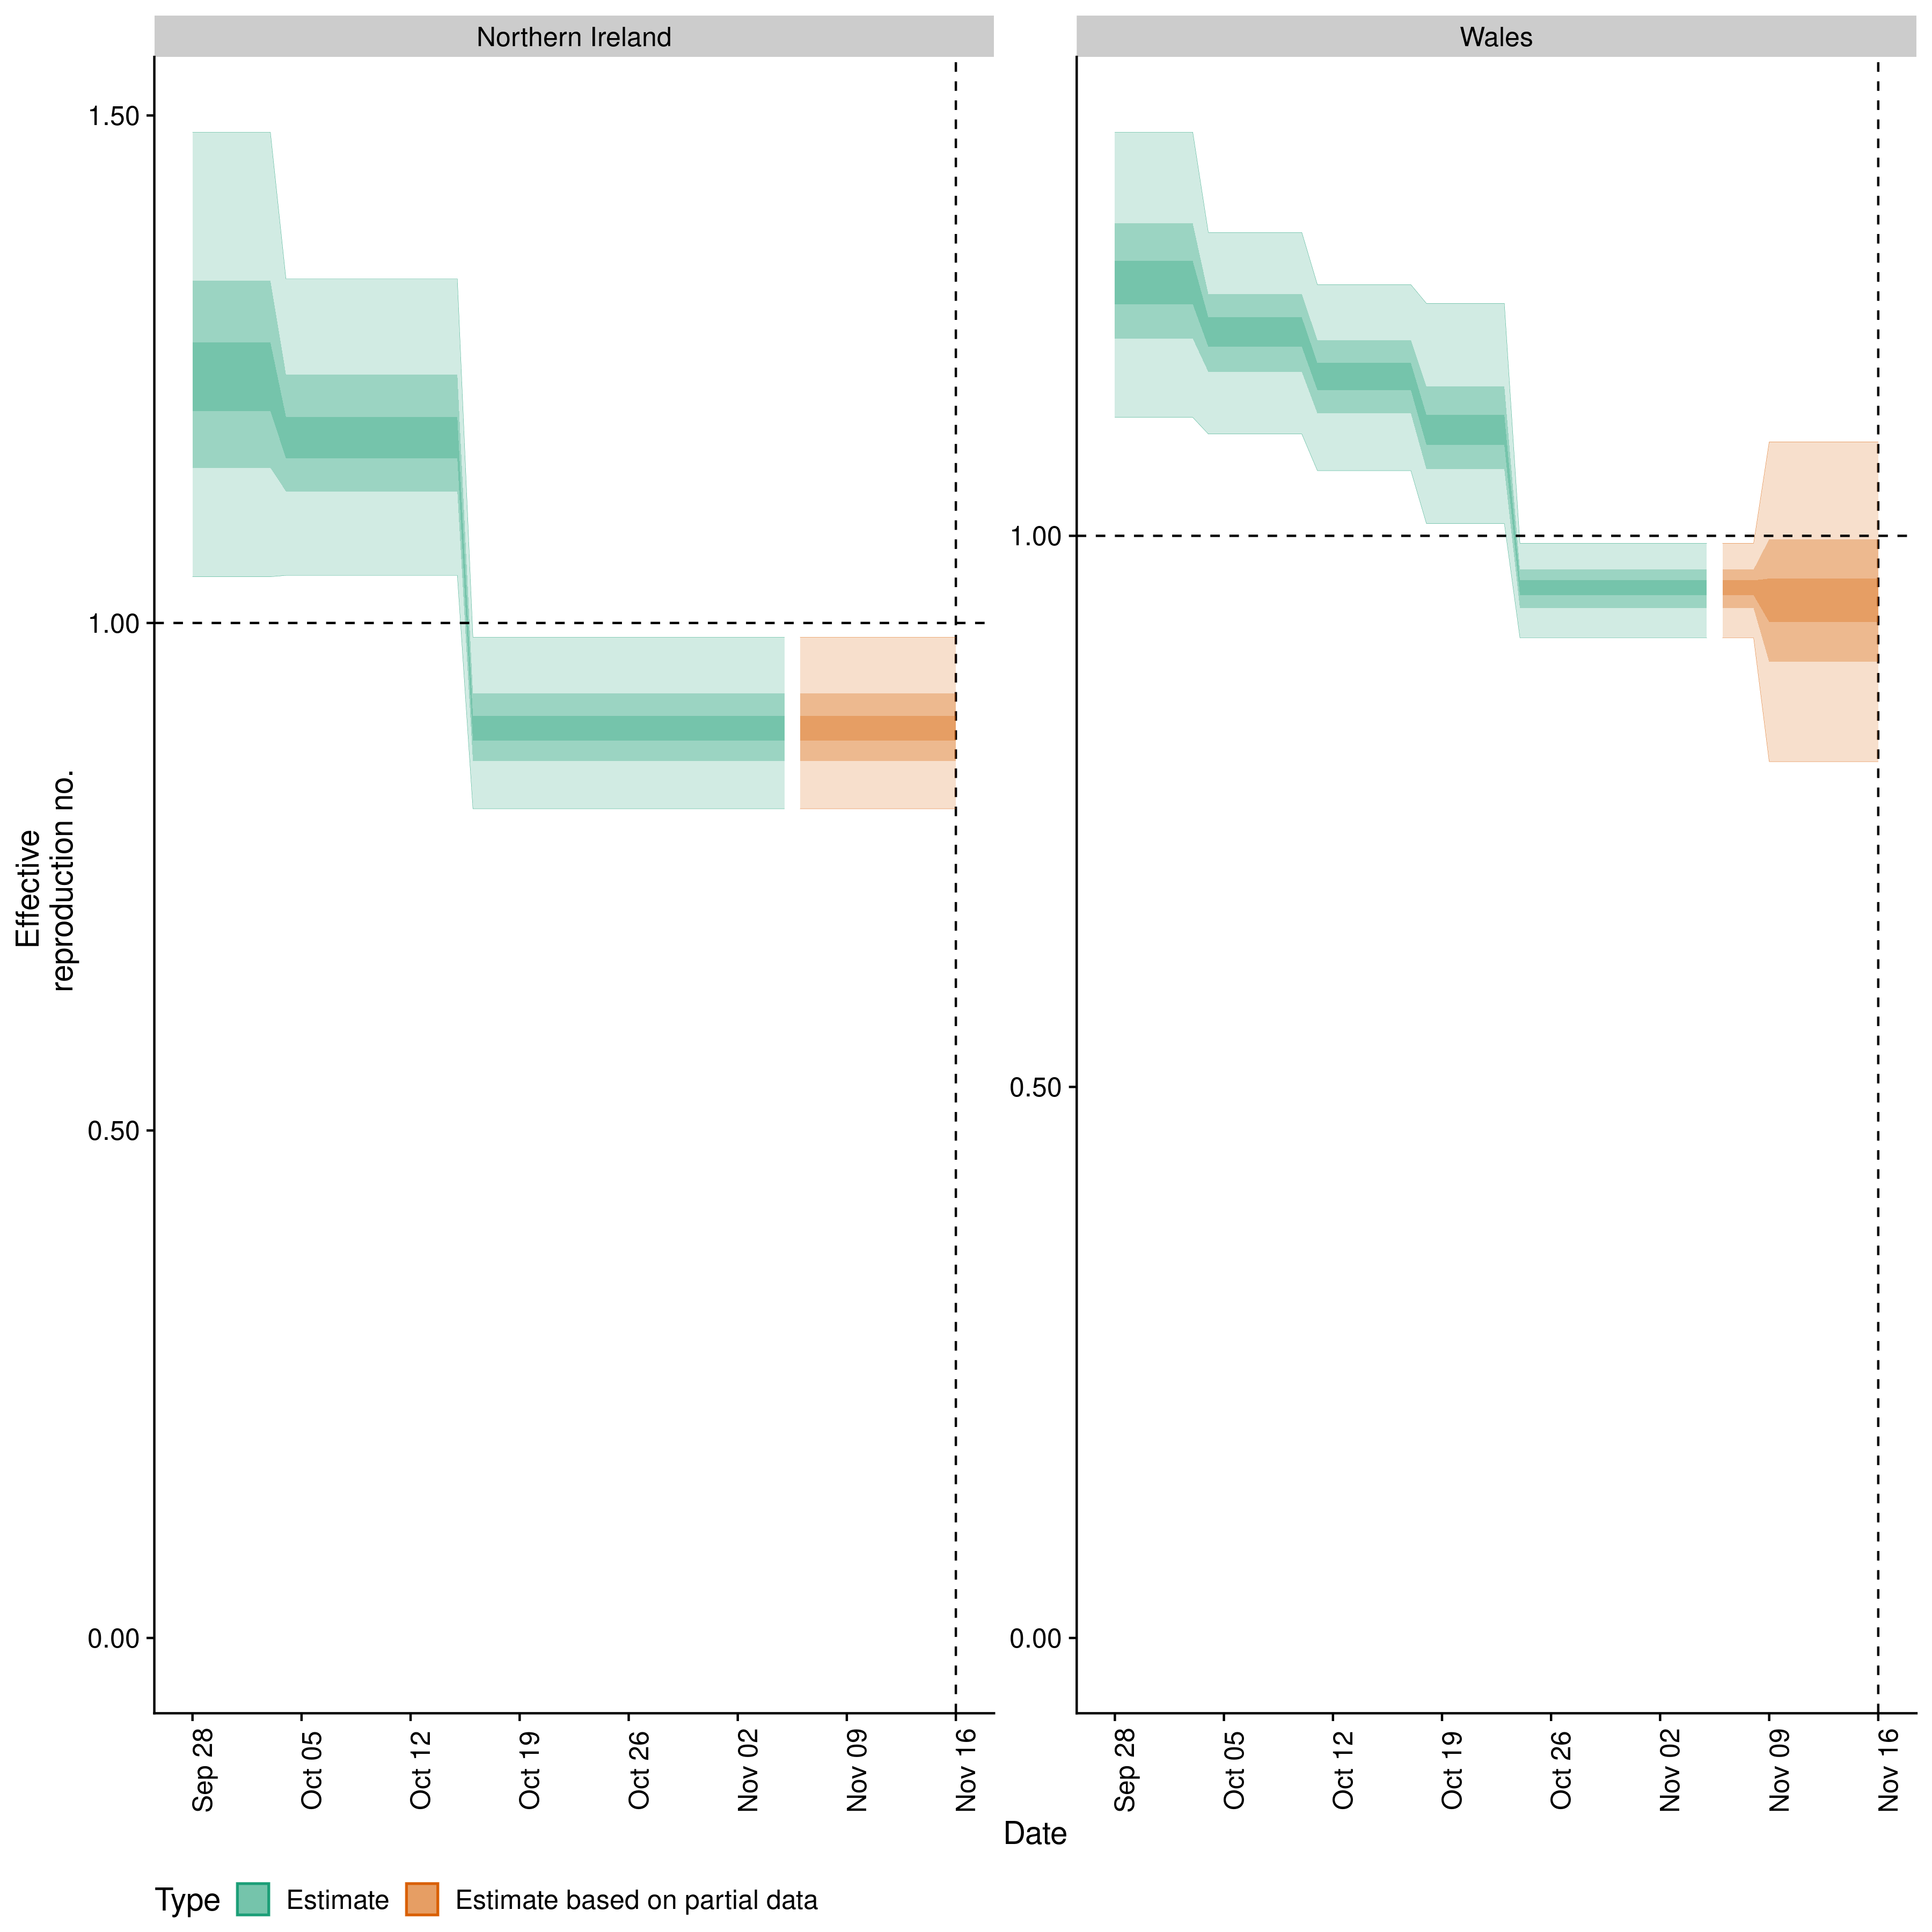 Northern Ireland
Wales
Effective
reproduction no.
1.50
1.00
0.50
0.00
1.00
0.50
0.00
Sep 28
Oct 05
Oct 12
Oct 19
Oct 26
Nov 02
Nov 09
Nov 16
Sep 28
Oct 05
Oct 12
Oct 19
Oct 26
Nov 02
Nov 09
Nov 16
Date
Type Estimate Estimate based on partial data